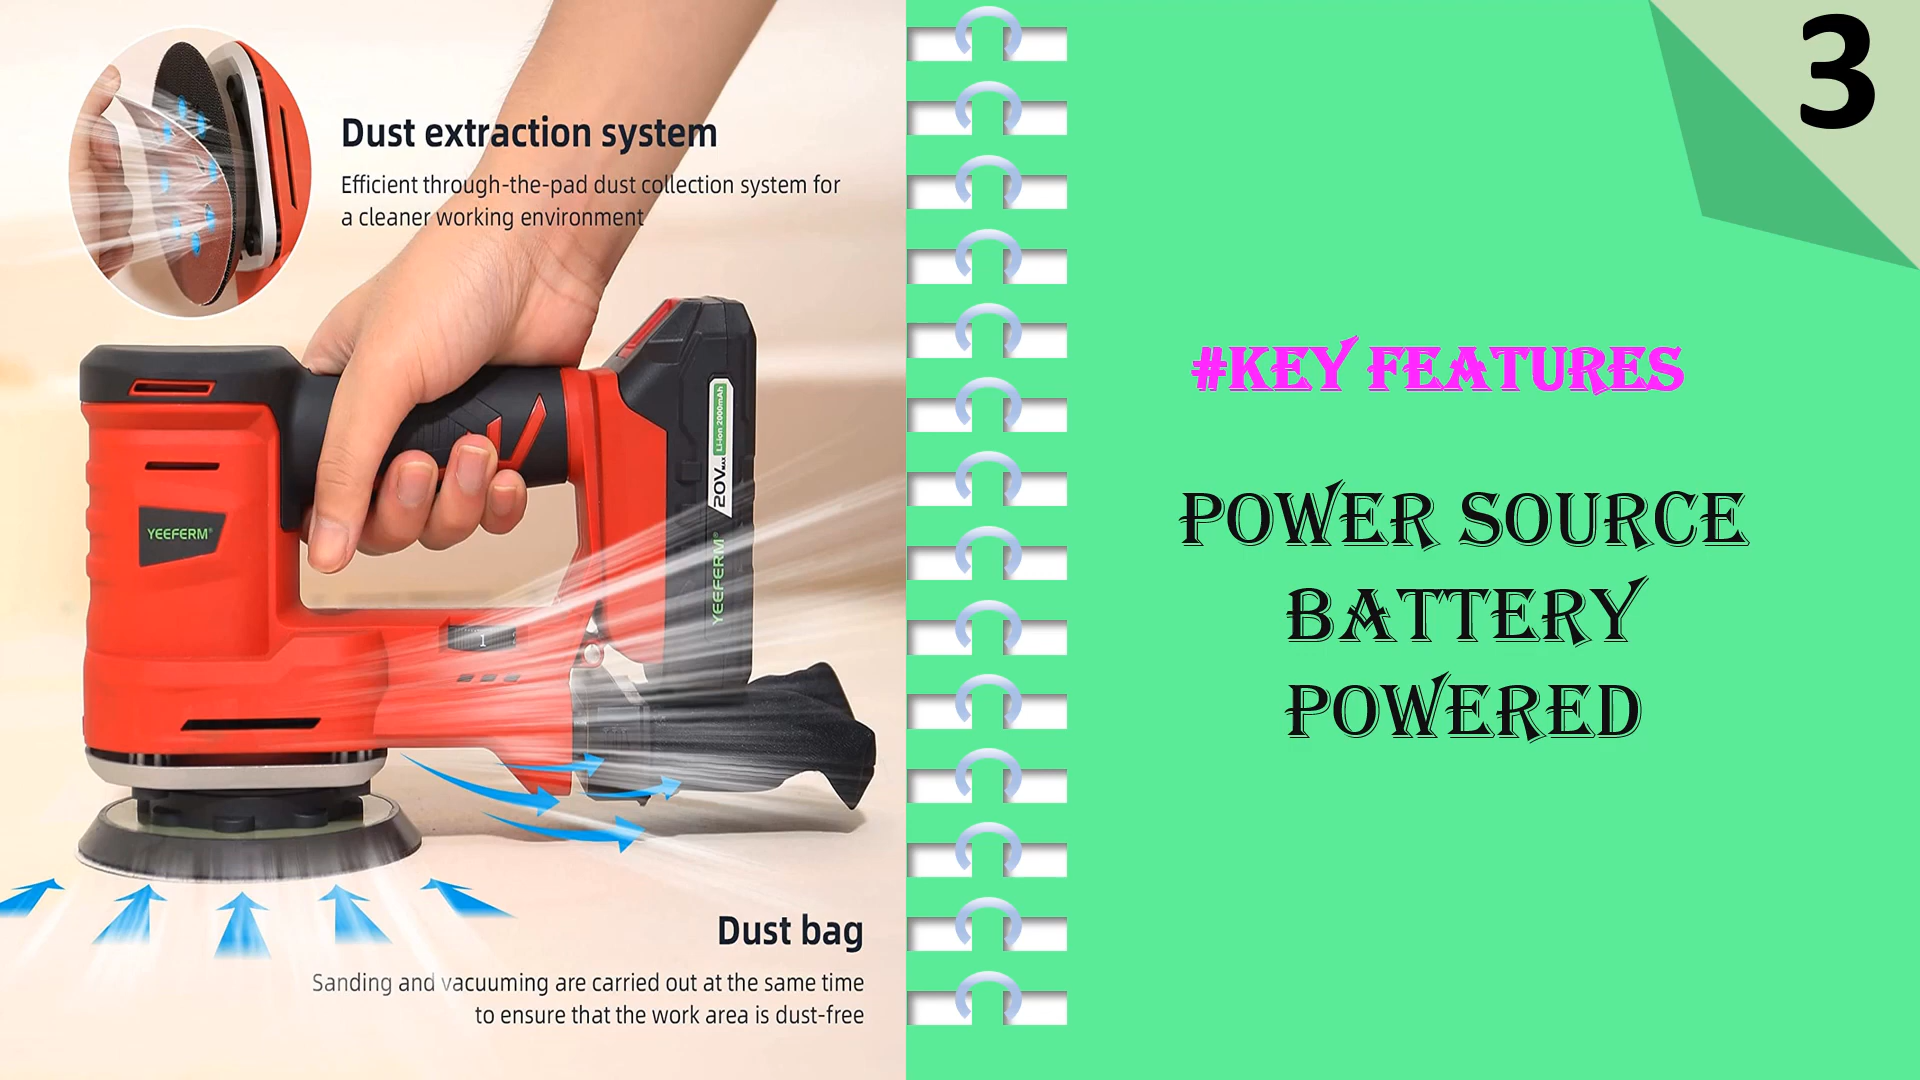 Dust extraction system
Efficient through-the-pad dust collection system for
a cleaner working environment
YEEFERM®
20V MAX Li-ion 2000mAh
YEEFERM®
1
Dust bag
Sanding and vacuuming are carried out at the same time
to ensure that the work area is dust-free
3
#KEY FEATURES
POWER SOURCE
BATTERY
POWERED